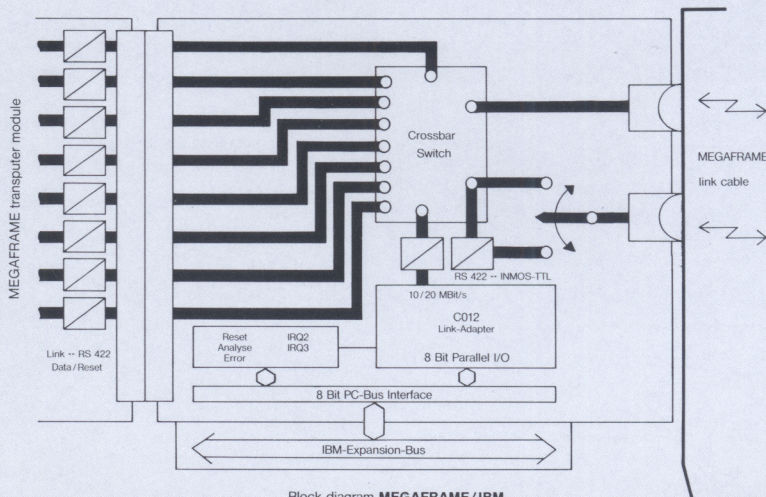 MEGAFRAME transputer module
Link ↔ RS 422
Data/Reset
Crossbar
Switch
MEGAFRAME
link cable
RS 422 ↔ INMOS-TTL
10/20 MBit/s
C012
Link-Adapter
8 Bit Parallel I/O
Reset
Analyse
Error
IRQ2
IRQ3
8 Bit PC-Bus Interface
IBM-Expansion-Bus
Block diagram MEGAFRAME/IBM